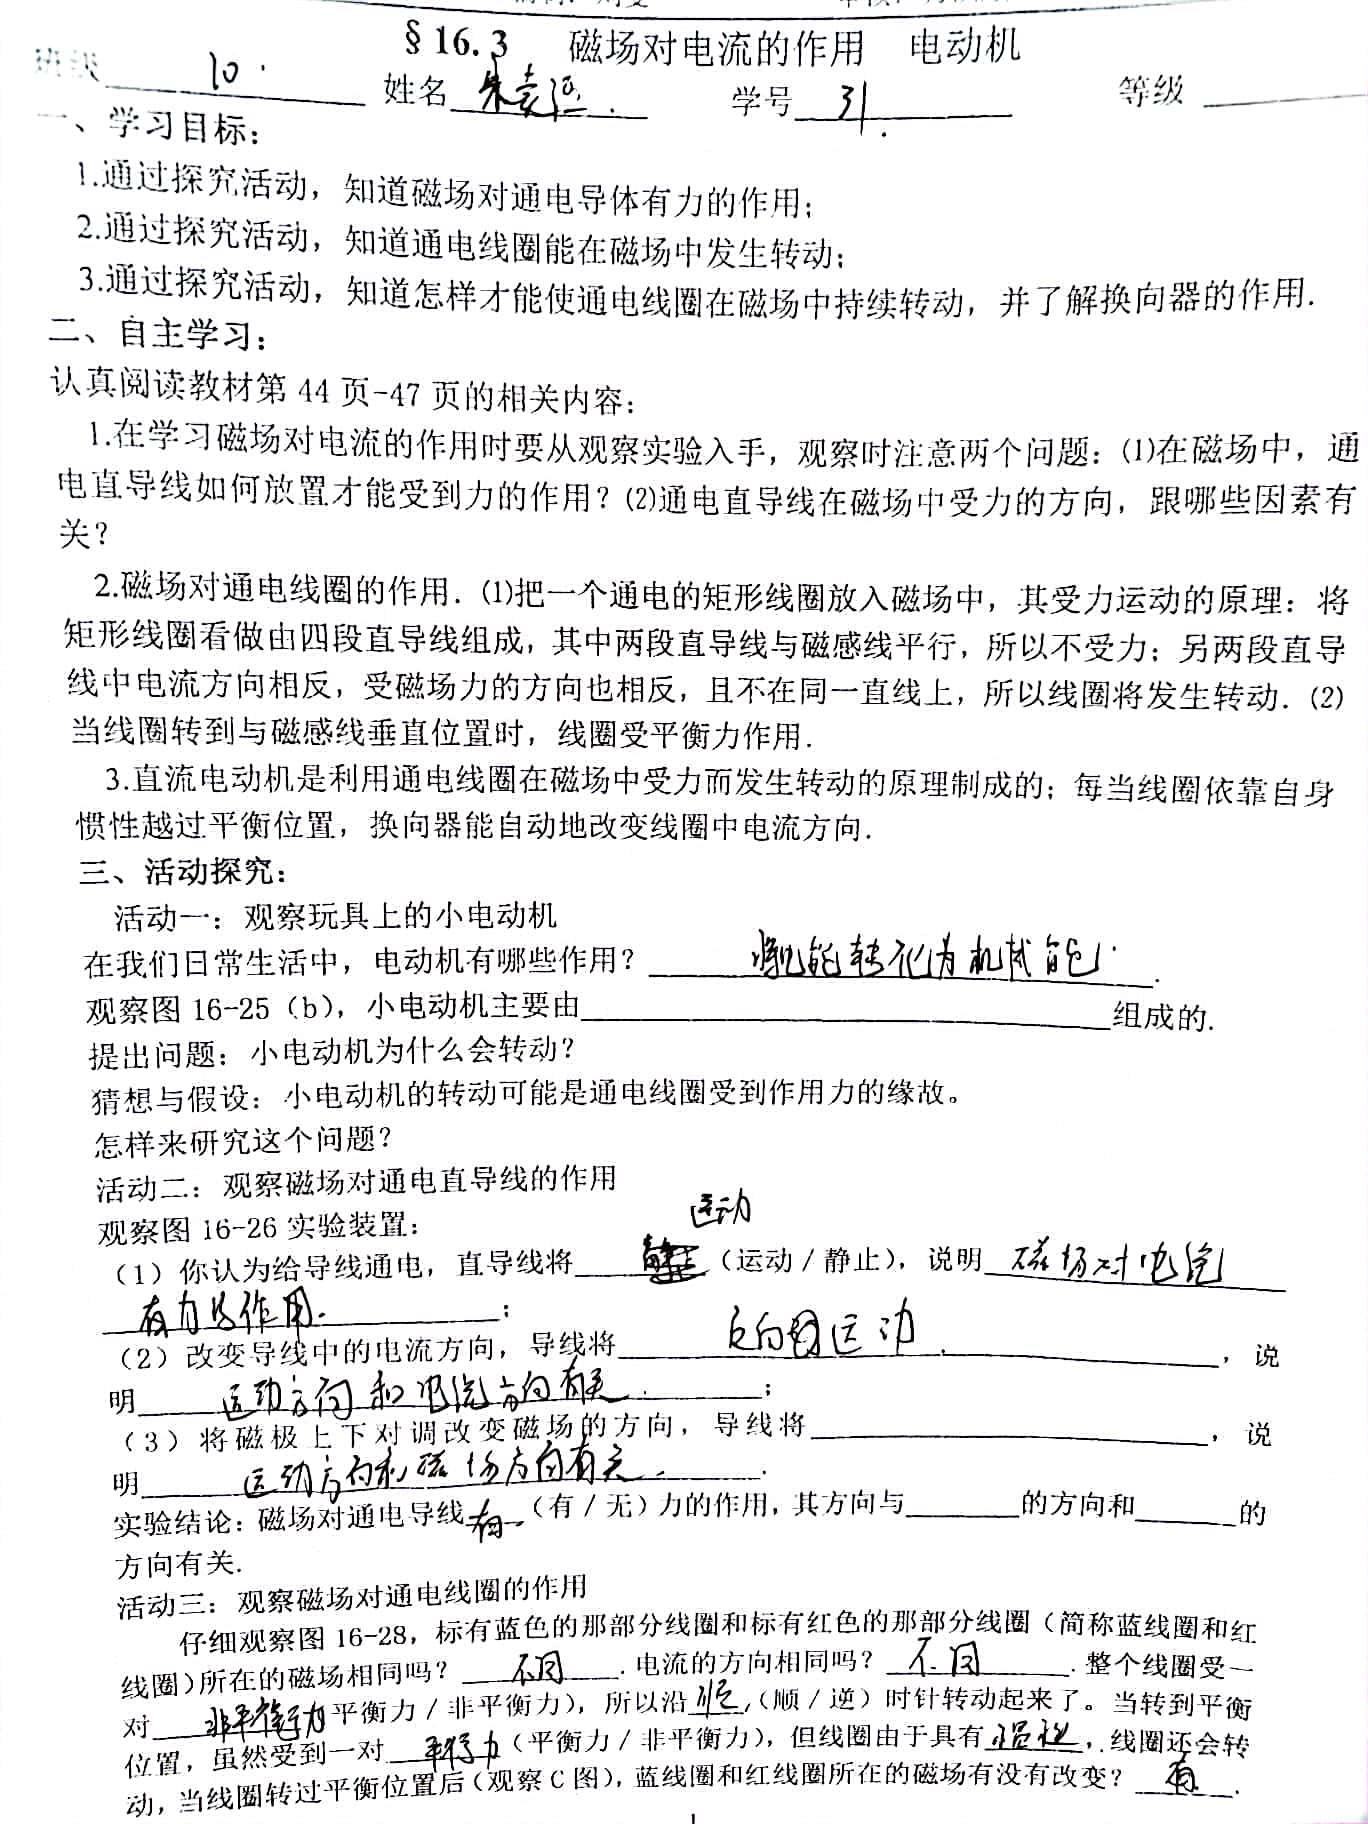 §16.3 磁场对电流的作用 电动机
班级 10 . 姓名 朱 学号 31 . 等级
一、学习目标：
1.通过探究活动，知道磁场对通电导体有力的作用；
2.通过探究活动，知道通电线圈能在磁场中发生转动；
3.通过探究活动，知道怎样才能使通电线圈在磁场中持续转动，并了解换向器的作用.
二、自主学习：
认真阅读教材第 44 页-47 页的相关内容：
1.在学习磁场对电流的作用时要从观察实验入手，观察时注意两个问题：⑴在磁场中，通
电直导线如何放置才能受到力的作用？⑵通电直导线在磁场中受力的方向，跟哪些因素有
关？
2.磁场对通电线圈的作用．⑴把一个通电的矩形线圈放入磁场中，其受力运动的原理：将
矩形线圈看做由四段直导线组成，其中两段直导线与磁感线平行，所以不受力；另两段直导
线中电流方向相反，受磁场力的方向也相反，且不在同一直线上，所以线圈将发生转动．⑵
当线圈转到与磁感线垂直位置时，线圈受平衡力作用．
3.直流电动机是利用通电线圈在磁场中受力而发生转动的原理制成的；每当线圈依靠自身
惯性越过平衡位置，换向器能自动地改变线圈中电流方向．
三、活动探究：
活动一：观察玩具上的小电动机
在我们日常生活中，电动机有哪些作用？ 将电能转化为机械能 .
观察图 16-25（b），小电动机主要由 组成的.
提出问题：小电动机为什么会转动？
猜想与假设：小电动机的转动可能是通电线圈受到作用力的缘故。
怎样来研究这个问题？
活动二：观察磁场对通电直导线的作用
观察图 16-26 实验装置：
运动
（1）你认为给导线通电，直导线将 （运动／静止），说明 磁场对电流
有力的作用. ；
（2）改变导线中的电流方向，导线将 反向 运动 . ，说
明 运动方向和电流方向有关 . ；
（3）将磁极上下对调改变磁场的方向，导线将 ，说
明 运动方向和磁场方向有关 . .
实验结论：磁场对通电导线 有 （有／无）力的作用，其方向与 的方向和 的
方向有关.
活动三：观察磁场对通电线圈的作用
仔细观察图 16-28，标有蓝色的那部分线圈和标有红色的那部分线圈（简称蓝线圈和红
线圈）所在的磁场相同吗？ 不同 . 电流的方向相同吗？ 不同 . 整个线圈受一
对 非平衡力 平衡力／非平衡力），所以沿 顺 （顺／逆）时针转动起来了。当转到平衡
位置，虽然受到一对 平衡力 （平衡力／非平衡力），但线圈由于具有 惯性 ，线圈还会转
动，当线圈转过平衡位置后（观察C图），蓝线圈和红线圈所在的磁场有没有改变？ 有 .
1